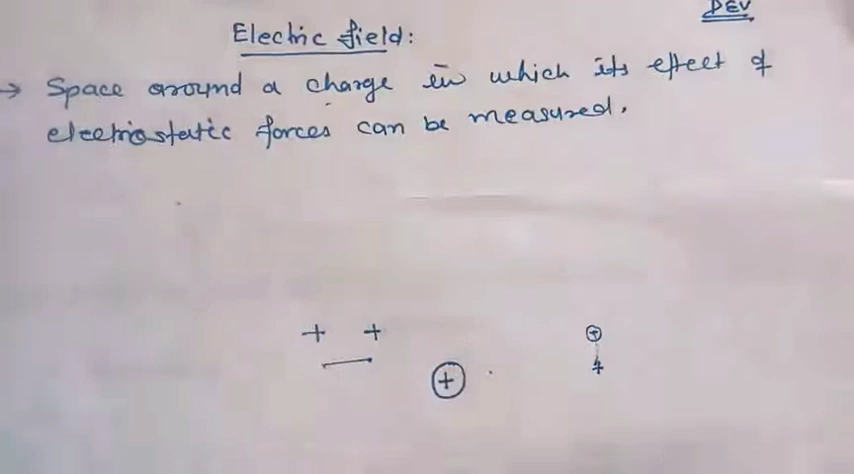 DEV
Electric field:
→ Space around a charge in which its effect of
electrostatic forces can be measured.
+ +
+
+
+